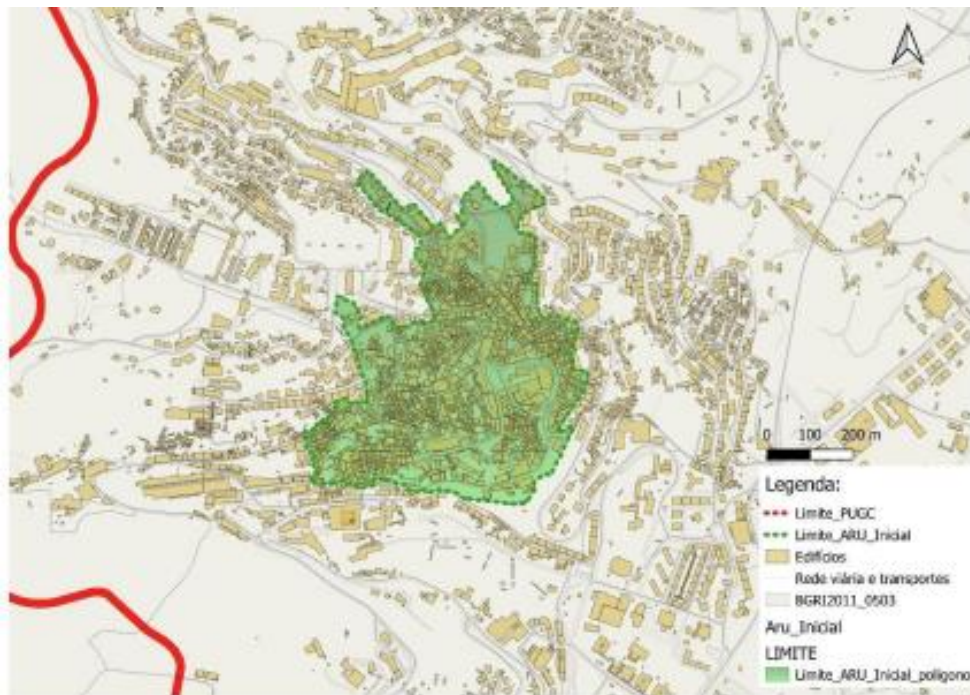 0 100 200 m
Legenda:
Limite_PUGC
Limite_ARU_Inicial
Edifícios
Rede viária e transportes
BGRI2011_0503
Aru_Inicial
LIMITE
Limite_ARU_Inicial_poligono